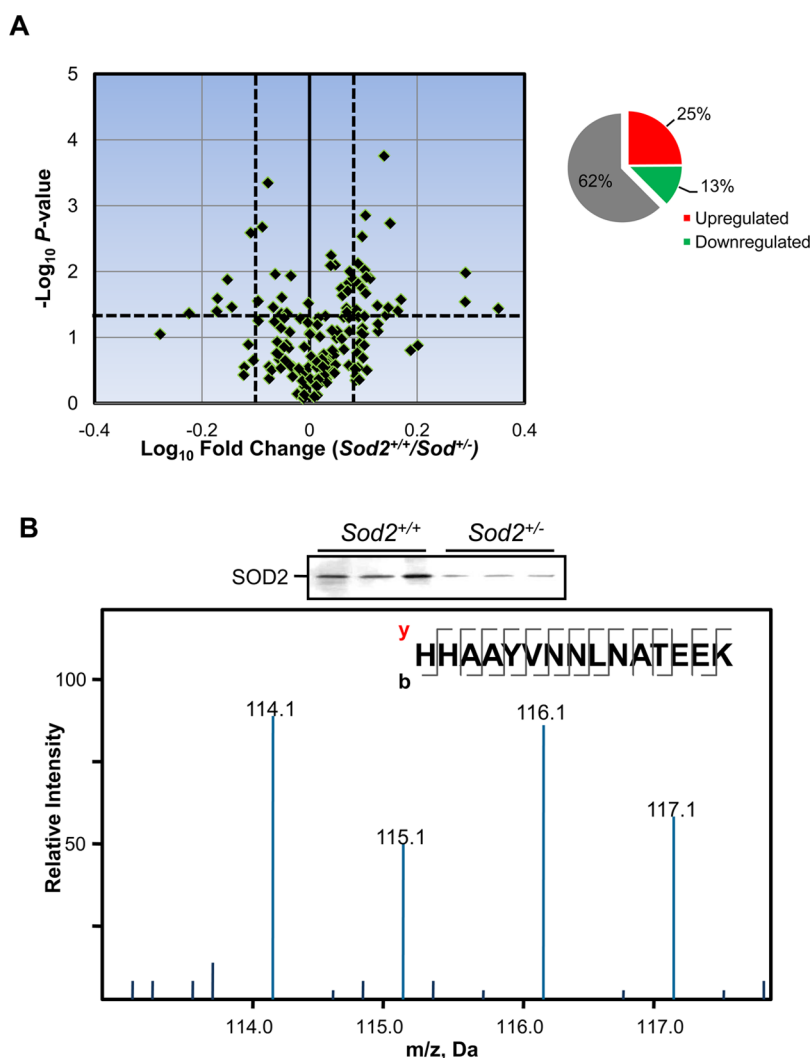 A
5
4
3
2
1
0
-Log10 P-value
-0.4 -0.2 0 0.2 0.4
Log10 Fold Change (Sod2+/+/Sod+/-)
25%
62%
13%
Upregulated
Downregulated
B
Sod2+/+ Sod2+/-
SOD2
y
HHAAYVNNLNATEEK
b
100
50
Relative Intensity
114.1
115.1
116.1
117.1
114.0 115.0 116.0 117.0
m/z, Da